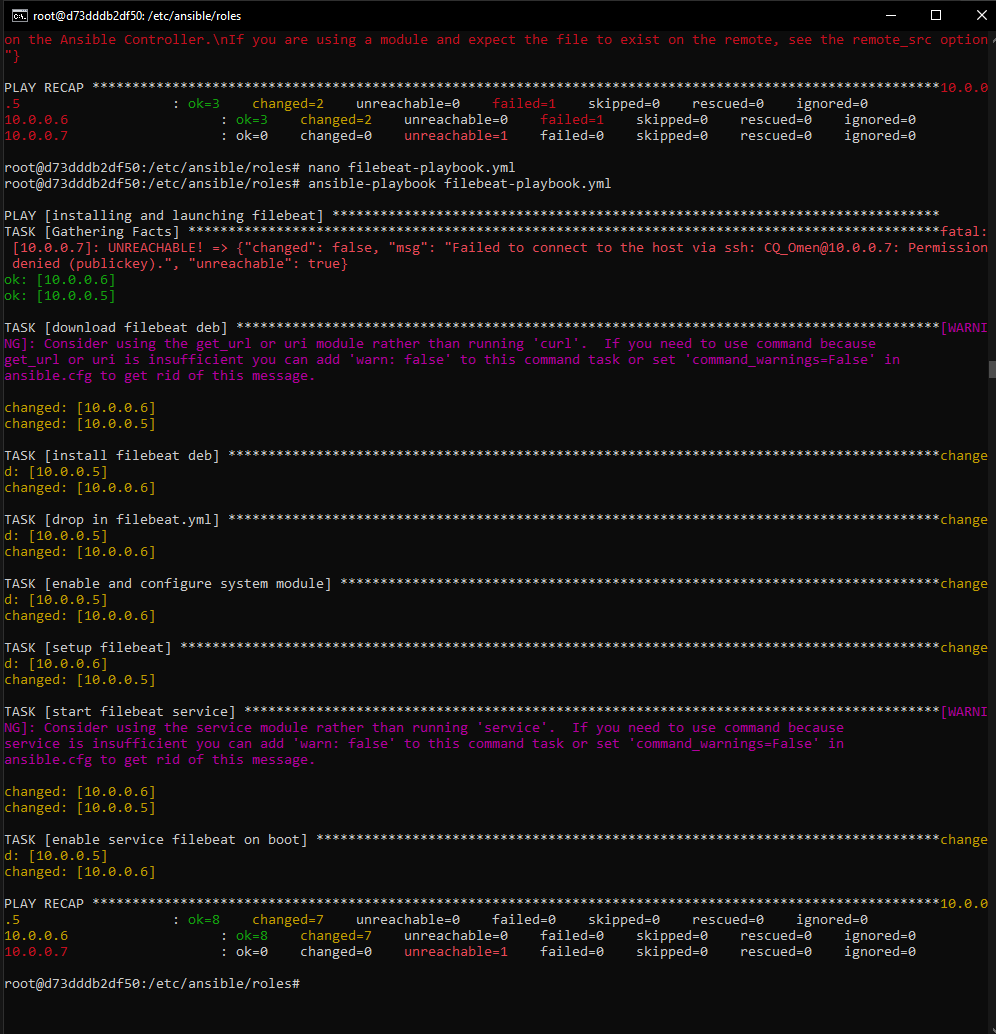 root@d73dddb2df50: /etc/ansible/roles
on the Ansible Controller.\nIf you are using a module and expect the file to exist on the remote, see the remote_src option
"}
PLAY RECAP **********************************************************************************************************10.0.0
.5                     : ok=3    changed=2    unreachable=0    failed=1    skipped=0    rescued=0    ignored=0
10.0.0.6                   : ok=3    changed=2    unreachable=0    failed=1    skipped=0    rescued=0    ignored=0
10.0.0.7                   : ok=0    changed=0    unreachable=1    failed=0    skipped=0    rescued=0    ignored=0
root@d73dddb2df50:/etc/ansible/roles# nano filebeat-playbook.yml
root@d73dddb2df50:/etc/ansible/roles# ansible-playbook filebeat-playbook.yml
PLAY [installing and launching filebeat] ****************************************************************************
TASK [Gathering Facts] **********************************************************************************************fatal:
 [10.0.0.7]: UNREACHABLE! => {"changed": false, "msg": "Failed to connect to the host via ssh: CQ_Omen@10.0.0.7: Permission
 denied (publickey).", "unreachable": true}
ok: [10.0.0.6]
ok: [10.0.0.5]
TASK [download filebeat deb] ****************************************************************************************[WARNI
NG]: Consider using the get_url or uri module rather than running 'curl'.  If you need to use command because
get_url or uri is insufficient you can add 'warn: false' to this command task or set 'command_warnings=False' in
ansible.cfg to get rid of this message.
changed: [10.0.0.6]
changed: [10.0.0.5]
TASK [install filebeat deb] *****************************************************************************************change
d: [10.0.0.5]
changed: [10.0.0.6]
TASK [drop in filebeat.yml] *****************************************************************************************change
d: [10.0.0.5]
changed: [10.0.0.6]
TASK [enable and configure system module] ***************************************************************************change
d: [10.0.0.5]
changed: [10.0.0.6]
TASK [setup filebeat] ***********************************************************************************************change
d: [10.0.0.6]
changed: [10.0.0.5]
TASK [start filebeat service] ***************************************************************************************[WARNI
NG]: Consider using the service module rather than running 'service'.  If you need to use command because
service is insufficient you can add 'warn: false' to this command task or set 'command_warnings=False' in
ansible.cfg to get rid of this message.
changed: [10.0.0.6]
changed: [10.0.0.5]
TASK [enable service filebeat on boot] ******************************************************************************change
d: [10.0.0.5]
changed: [10.0.0.6]
PLAY RECAP **********************************************************************************************************10.0.0
.5                     : ok=8    changed=7    unreachable=0    failed=0    skipped=0    rescued=0    ignored=0
10.0.0.6                   : ok=8    changed=7    unreachable=0    failed=0    skipped=0    rescued=0    ignored=0
10.0.0.7                   : ok=0    changed=0    unreachable=1    failed=0    skipped=0    rescued=0    ignored=0
root@d73dddb2df50:/etc/ansible/roles#